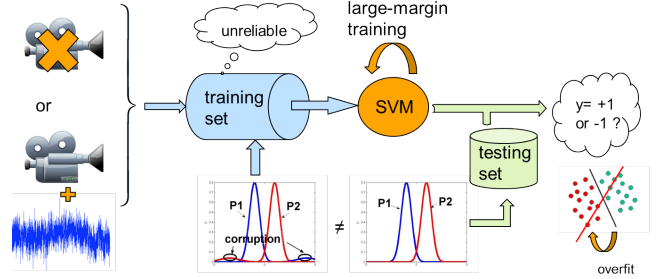 or
unreliable
training
set
large-margin
training
SVM
y= +1
or -1 ?
testing
set
P1
P2
corruption
≠
P1
P2
overfit